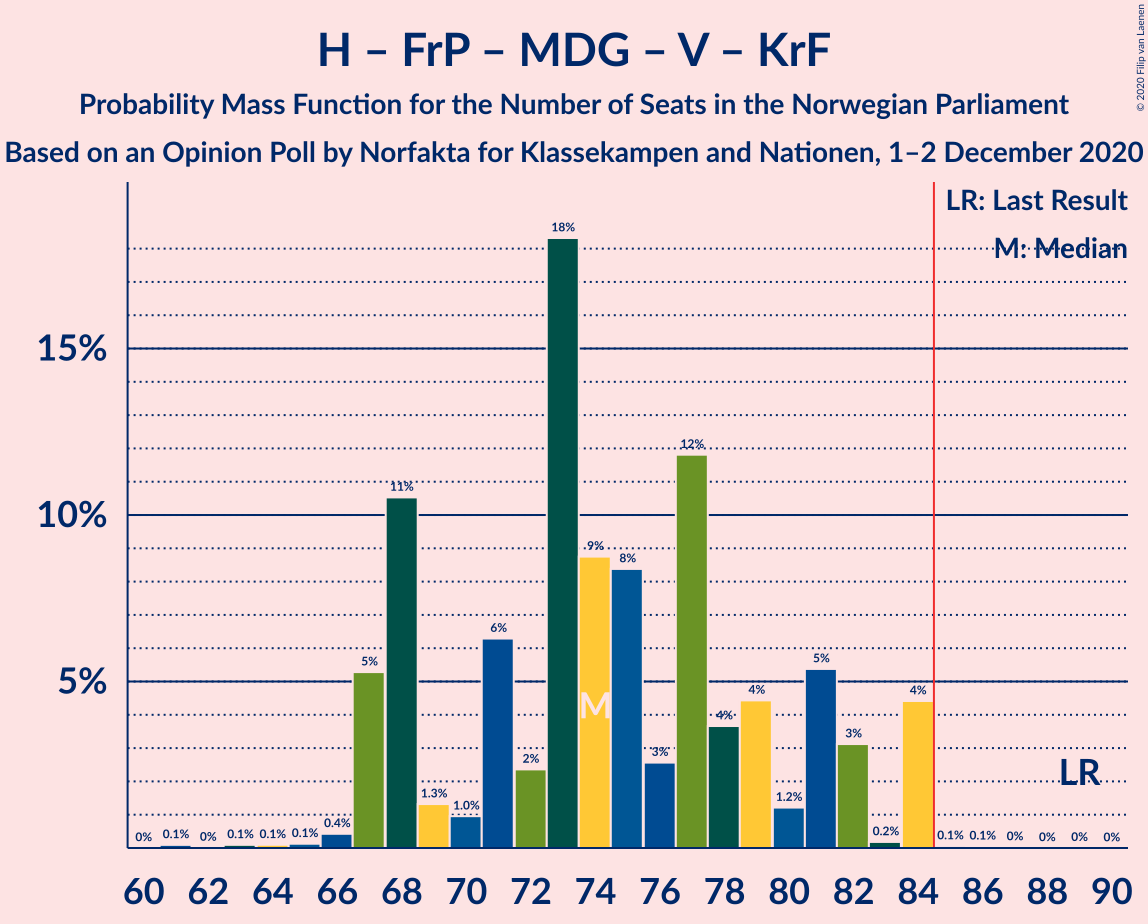 H – FrP – MDG – V – KrF
Probability Mass Function for the Number of Seats in the Norwegian Parliament
Based on an Opinion Poll by Norfakta for Klassekampen and Nationen, 1–2 December 2020
© 2020 Filip van Laenen
LR: Last Result
M: Median
15%
10%
5%
0% 0.1% 0% 0.1% 0.1% 0.1% 0.4% 5% 11% 1.3% 1.0% 6% 2% 18% 9% 8% 3% 12% 4% 4% 1.2% 5% 3% 0.2% 4% 0.1% 0.1% 0% 0% 0% 0%
M
LR
60 62 64 66 68 70 72 74 76 78 80 82 84 86 88 90